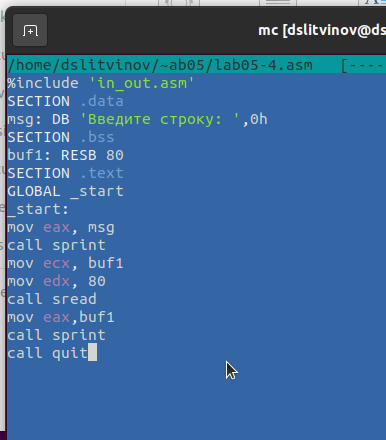 mc [dslitvinov@ds
/home/dslitvinov/~ab05/lab05-4.asm [----
%include 'in_out.asm'
SECTION .data
msg: DB 'Введите строку: ',0h
SECTION .bss
buf1: RESB 80
SECTION .text
GLOBAL _start
_start:
mov eax, msg
call sprint
mov ecx, buf1
mov edx, 80
call sread
mov eax,buf1
call sprint
call quit